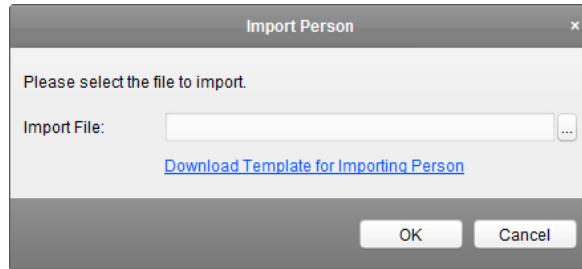 Import Person ×
Please select the file to import.
Import File: ...
Download Template for Importing Person
OK Cancel